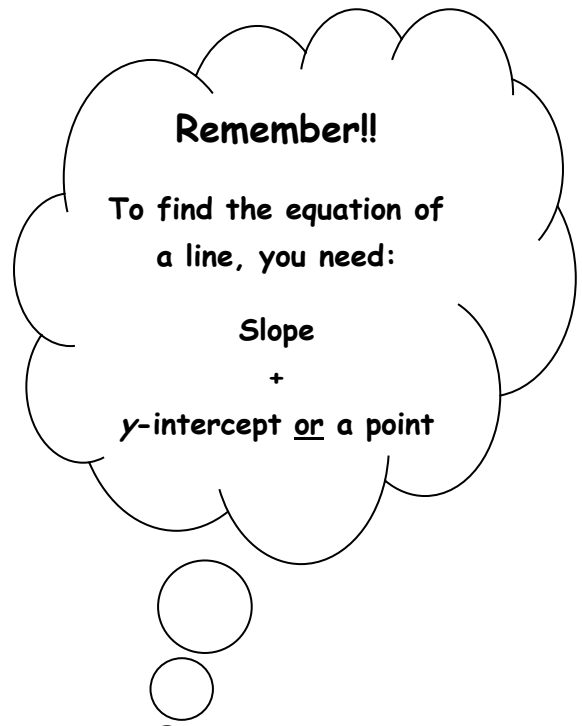 Remember!!
To find the equation of
a line, you need:
Slope
+
y-intercept or a point